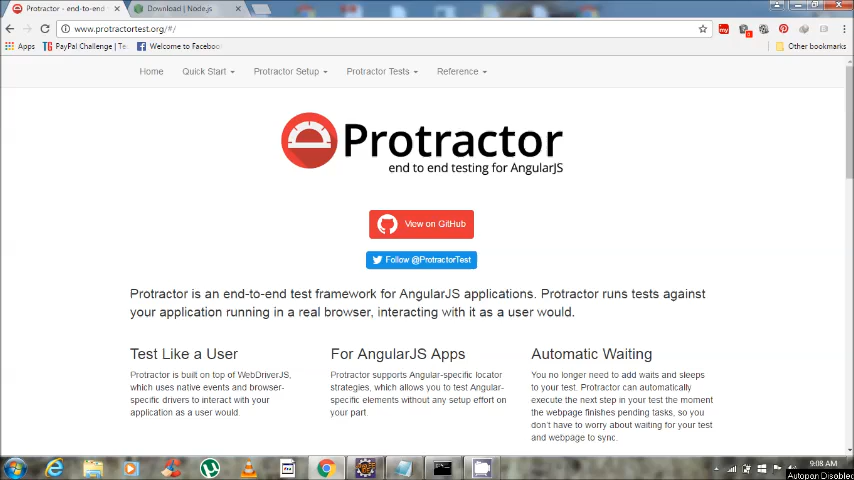 Protractor - end-to-end
Download | Node.js
www.protractortest.org/#/
Apps
PayPal Challenge | Te
Welcome to Facebook
Other bookmarks
Home
Quick Start
Protractor Setup
Protractor Tests
Reference
Protractor
end to end testing for AngularJS
View on GitHub
Follow @ProtractorTest
Protractor is an end-to-end test framework for AngularJS applications. Protractor runs tests against
your application running in a real browser, interacting with it as a user would.
Test Like a User
Protractor is built on top of WebDriverJS,
which uses native events and browser-
specific drivers to interact with your
application as a user would.
For AngularJS Apps
Protractor supports Angular-specific locator
strategies, which allows you to test Angular-
specific elements without any setup effort on
your part.
Automatic Waiting
You no longer need to add waits and sleeps
to your test. Protractor can automatically
execute the next step in your test the moment
the webpage finishes pending tasks, so you
don't have to worry about waiting for your test
and webpage to sync.
9:08 AM
Autopan Disabled